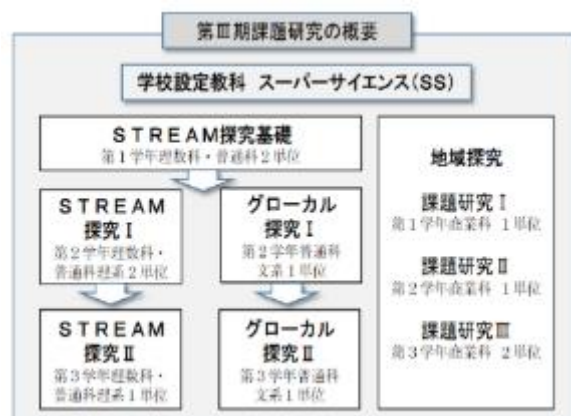 第Ⅲ期課題研究の概要
学校設定教科 スーパーサイエンス(SS)
STREAM探究基礎
第1学年理数科・普通科2単位
STREAM
探究Ⅰ
第2学年理数科・
普通科理系2単位
グローカル
探究Ⅰ
第2学年普通科
文系1単位
STREAM
探究Ⅱ
第3学年理数科・
普通科理系1単位
グローカル
探究Ⅱ
第3学年普通科
文系1単位
地域探究
課題研究Ⅰ
第1学年商業科 1単位
課題研究Ⅱ
第2学年商業科 1単位
課題研究Ⅲ
第3学年商業科 2単位